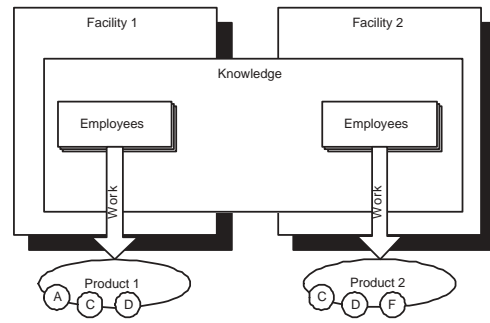 Facility 1
Facility 2
Knowledge
Employees
Employees
Work
Work
Product 1
A
C
D
Product 2
C
D
F